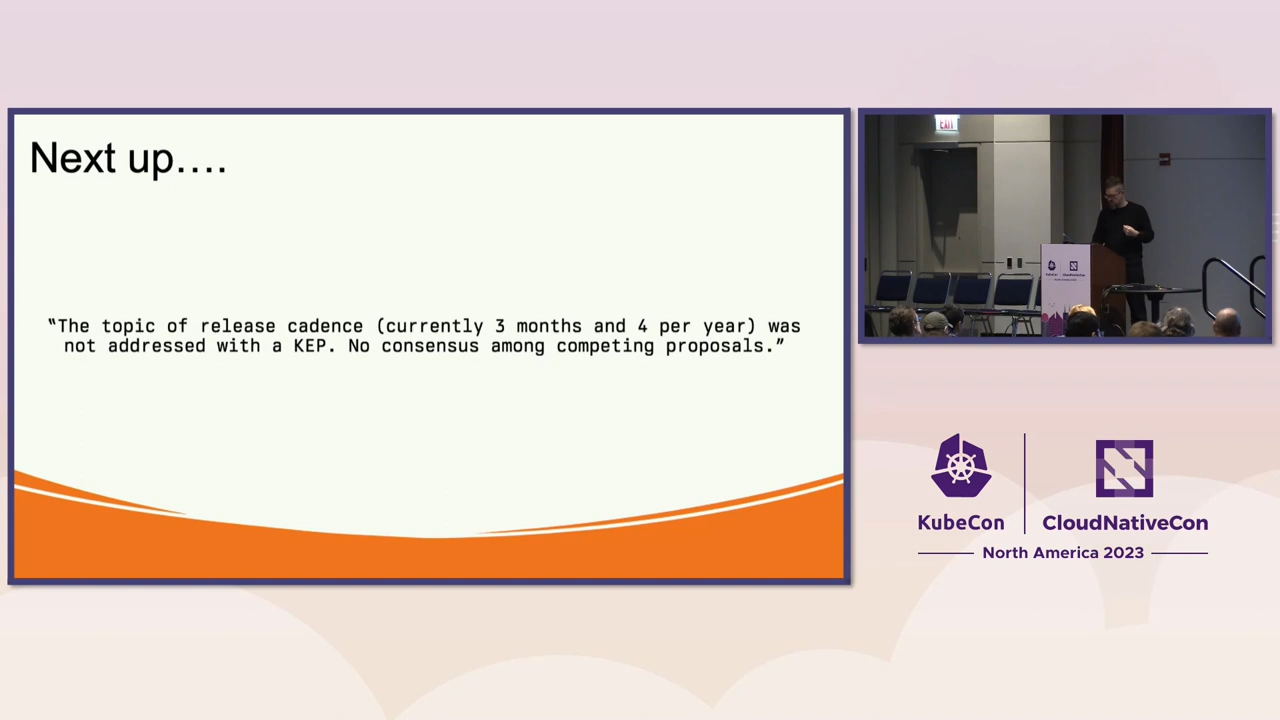 Next up….
“The topic of release cadence (currently 3 months and 4 per year) was
not addressed with a KEP. No consensus among competing proposals.”
EXIT
KubeCon
CloudNativeCon
North America 2023